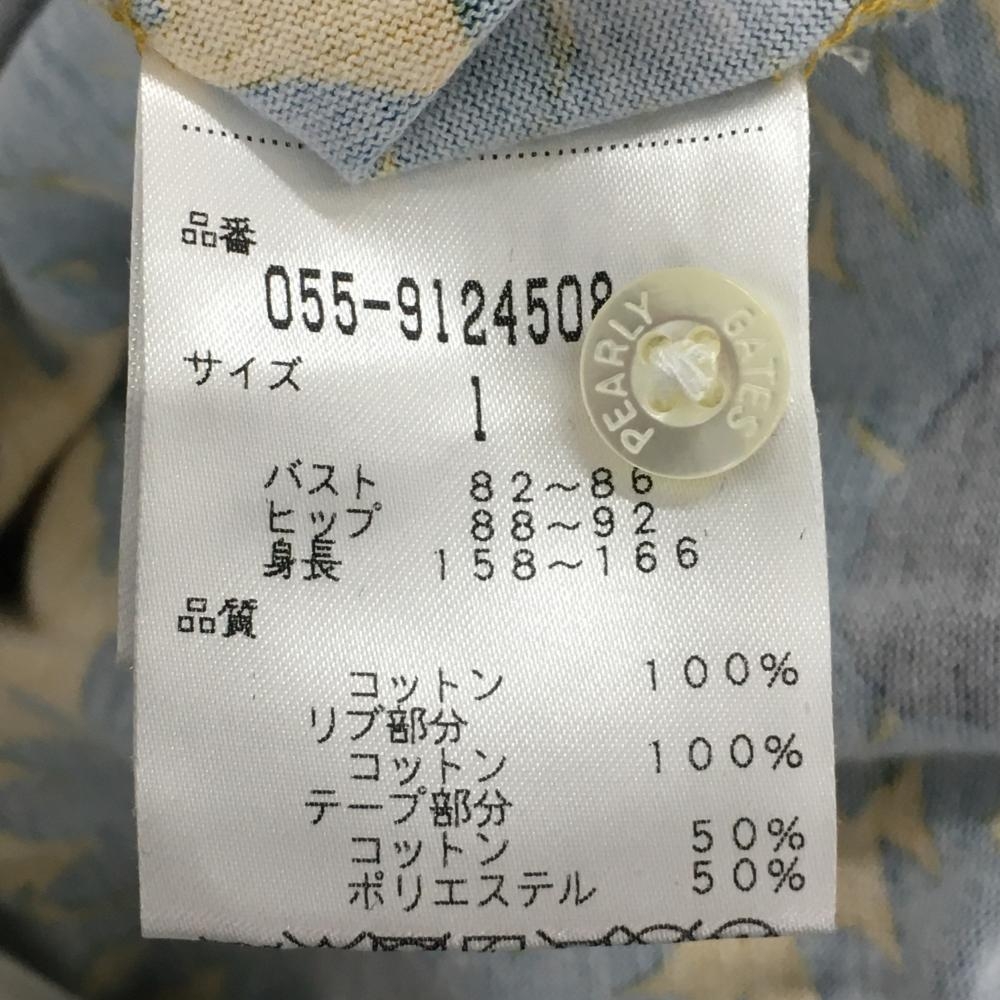 品番
055-9124508
PEARLY GATES
サイズ
1
バスト 82~86
ヒップ 88~92
身長 158~166
品質
コットン 100%
リブ部分
コットン 100%
テープ部分
コットン 50%
ポリエステル 50%